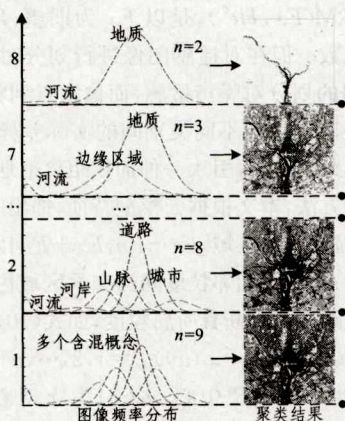 地质
8 n=2
河流
地质
n=3
7 边缘区域
河流
... ...
道路
n=8
2 山脉 城市
河岸
河流
多个含混概念 n=9
1
图像频率分布 聚类结果